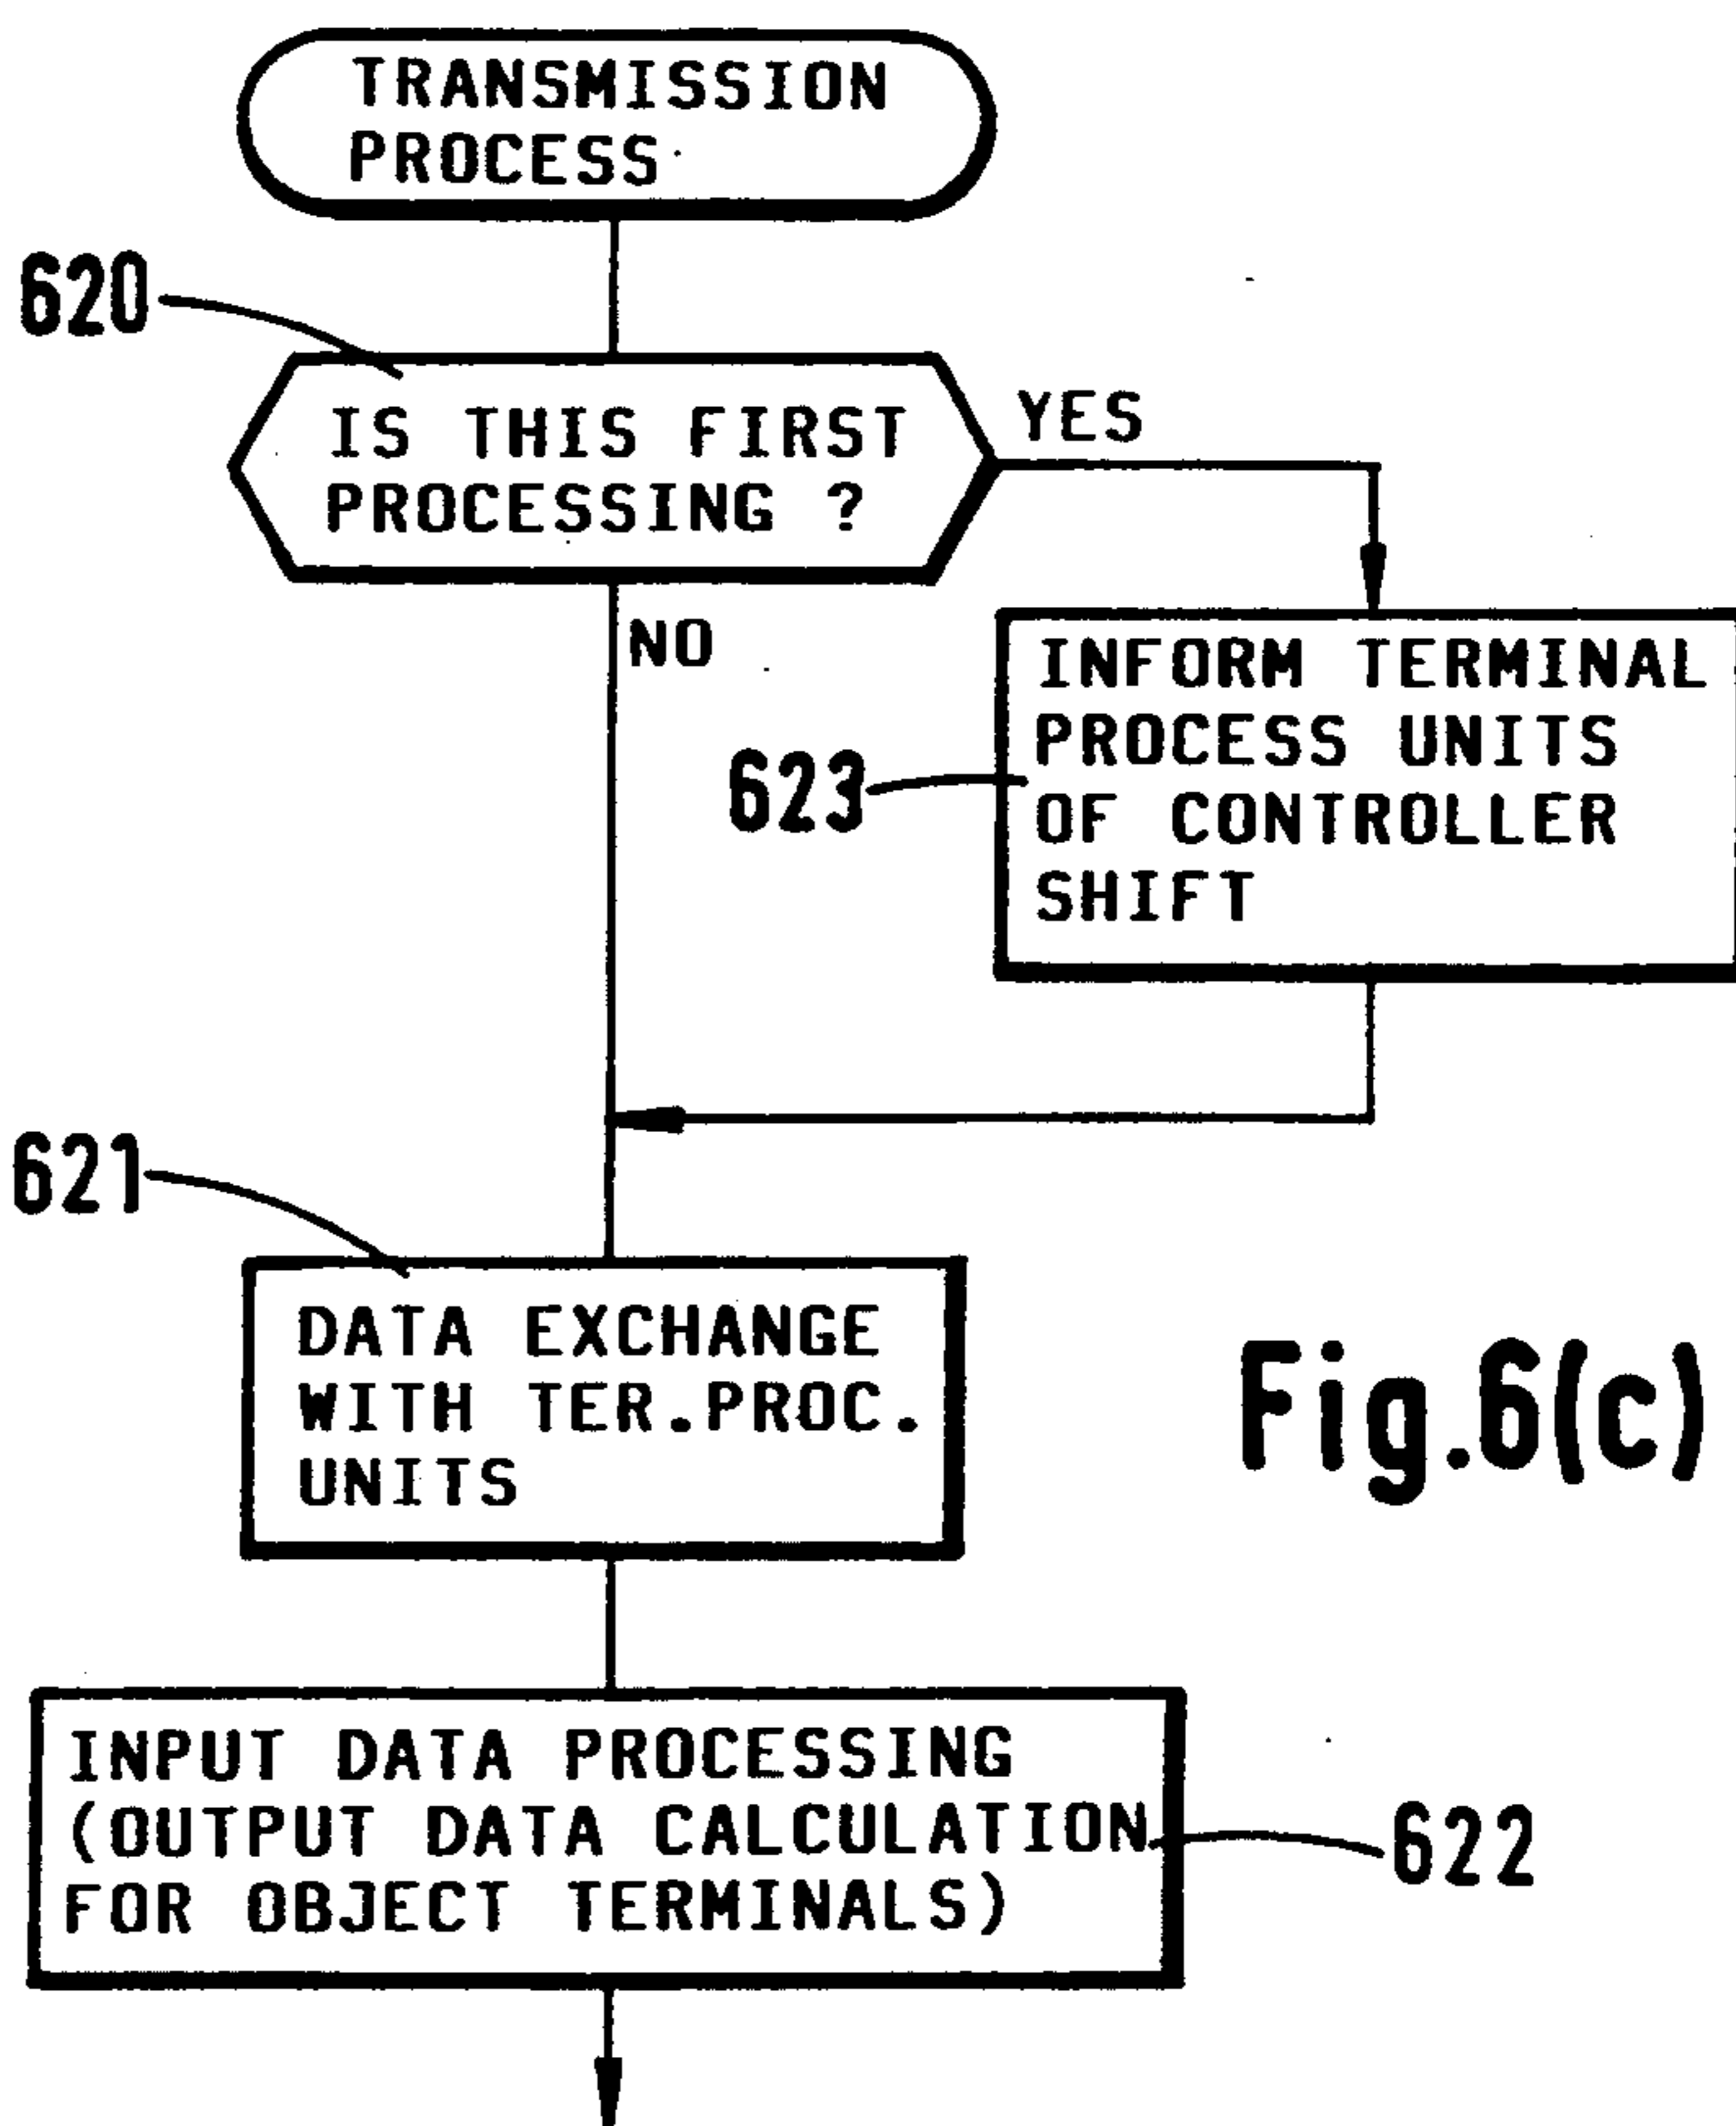 TRANSMISSION
PROCESS
620
IS THIS FIRST
PROCESSING ?
YES
NO
INFORM TERMINAL
PROCESS UNITS
OF CONTROLLER
SHIFT
623
621
DATA EXCHANGE
WITH TER.PROC.
UNITS
Fig.6(c)
INPUT DATA PROCESSING
(OUTPUT DATA CALCULATION
FOR OBJECT TERMINALS)
622